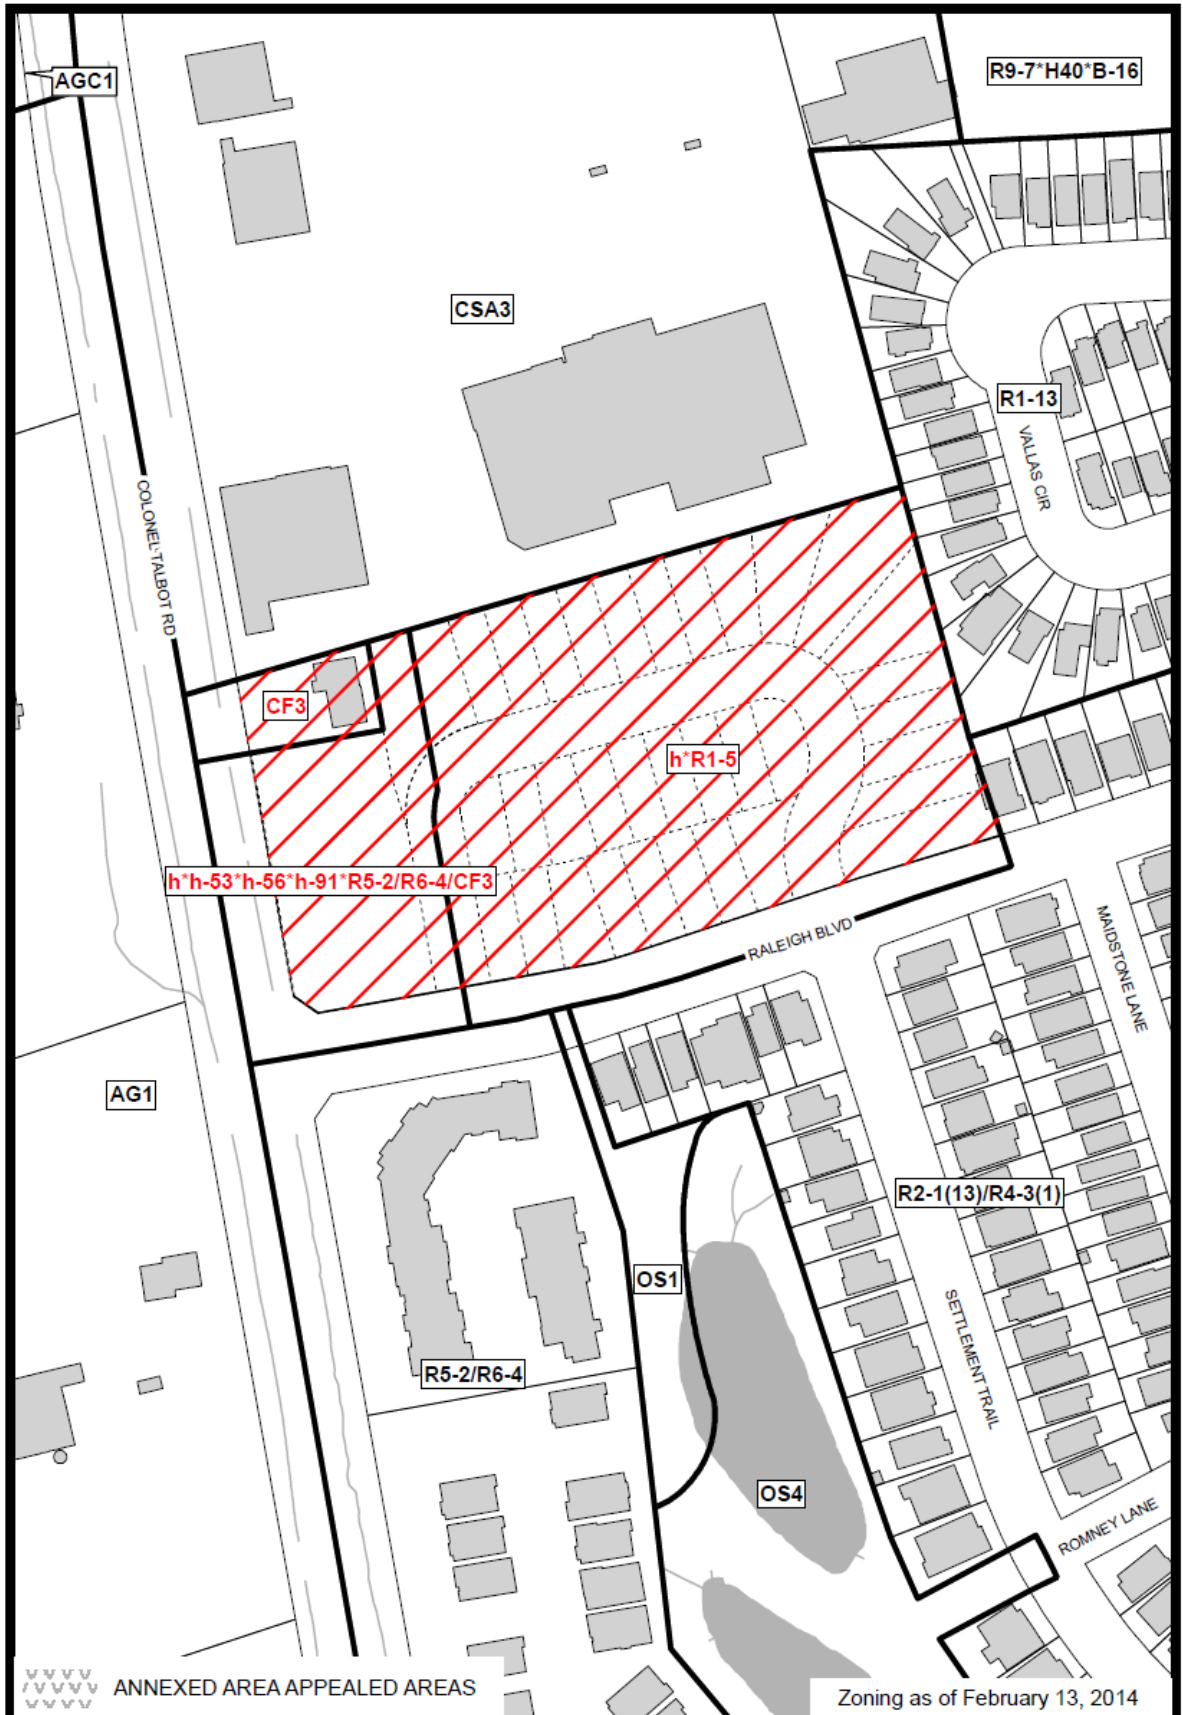 AGC1
R9-7*H40*B-16
CSA3
R1-13
VALLAS CIR
COLONEL TALBOT RD
CF3
h*R1-5
h*h-53*h-56*h-91*R5-2/R6-4/CF3
RALEIGH BLVD
MAIDSTONE LANE
AG1
R2-1(13)/R4-3(1)
OS1
SETTLEMENT TRAIL
R5-2/R6-4
OS4
ROMNEY LANE
ANNEXED AREA APPEALED AREAS
Zoning as of February 13, 2014